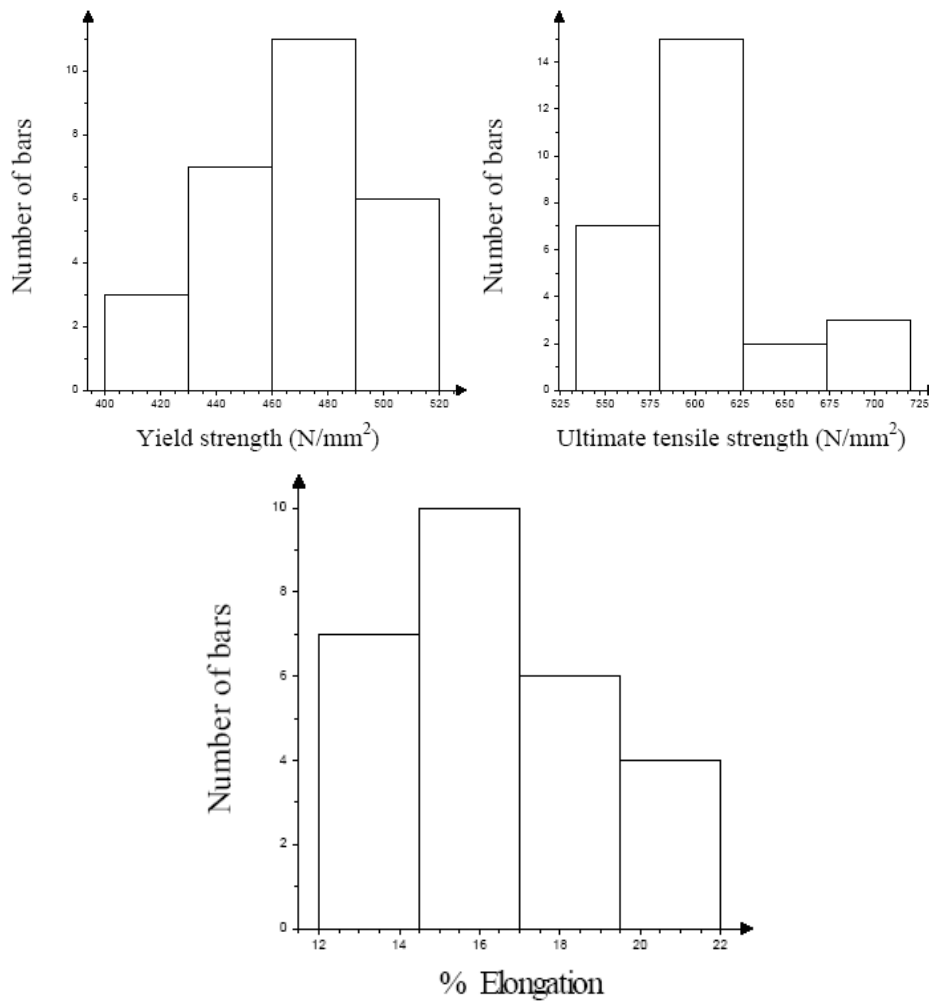 10
8
6
4
2
0
Number of bars
400 420 440 460 480 500 520
Yield strength (N/mm²)
14
12
10
8
6
4
2
0
Number of bars
525 550 575 600 625 650 675 700 725
Ultimate tensile strength (N/mm²)
10
8
6
4
2
0
Number of bars
12 14 16 18 20 22
% Elongation